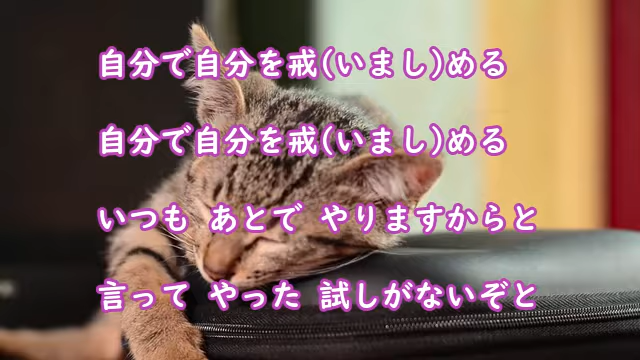 自分で自分を戒(いまし)める
自分で自分を戒(いまし)める
いつも あとで やりますからと
言って やった 試しがないぞと